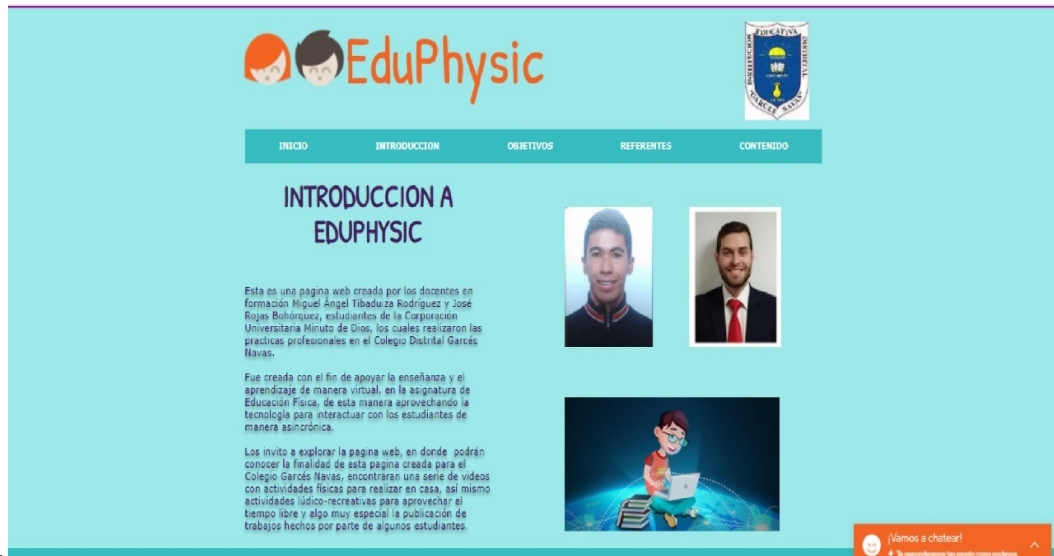 EduPhysic
INSTITUCION EDUCATIVA DISTRITAL
"GARCES NAVAS"
INICIO
INTRODUCCION
OBJETIVOS
REFERENTES
CONTENIDO
INTRODUCCION A
EDUPHYSIC
Esta es una pagina web creada por los docentes en
formación Miguel Ángel Tibaduiza Rodríguez y José
Rojas Bohórquez, estudiantes de la Corporación
Universitaria Minuto de Dios, los cuales realizaron las
practicas profesionales en el Colegio Distrital Garcés
Navas.
Fue creada con el fin de apoyar la enseñanza y el
aprendizaje de manera virtual, en la asignatura de
Educación Física, de esta manera aprovechando la
tecnología para interactuar con los estudiantes de
manera asincrónica.
Los invito a explorar la pagina web, en donde podrán
conocer la finalidad de esta pagina creada para el
Colegio Garcés Navas, encontraran una serie de videos
con actividades físicas para realizar en casa, así mismo
actividades lúdico-recreativas para aprovechar el
tiempo libre y algo muy especial la publicación de
trabajos hechos por parte de algunos estudiantes.
¡Vamos a chatear!
Te responderemos tan pronto como podamos